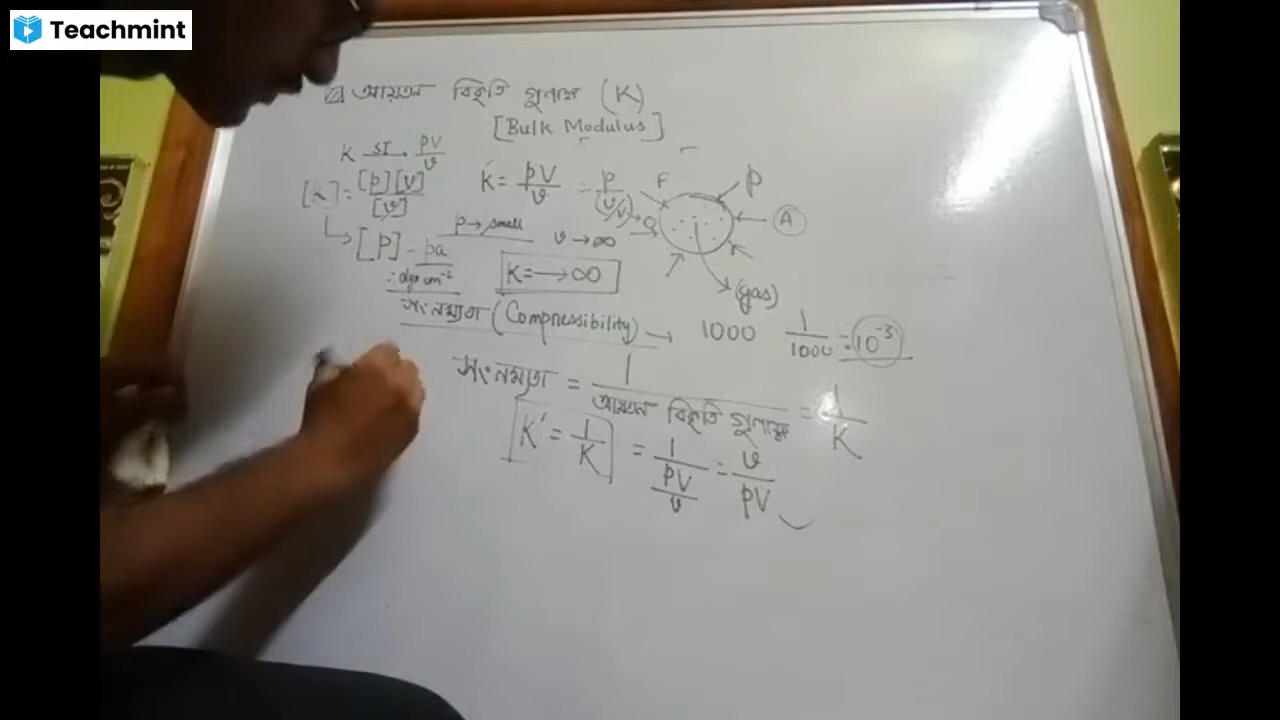 Teachmint
আয়তন বিকৃতি গুণাঙ্ক (K)
[Bulk Modulus]
K SI → pV/v
[K] = [p][V]/[v]
K = pV/v = p/(v/V)
→ [p] - pa
p → small
v → ∞
K = → ∞
F
p
A
(gas)
সংনম্যতা (Compressibility) →
1000 1/1000 = 10⁻³
সংনম্যতা = 1/আয়তন বিকৃতি গুণাঙ্ক = 1/K
K' = 1/K = 1/(pV/v) = v/pV